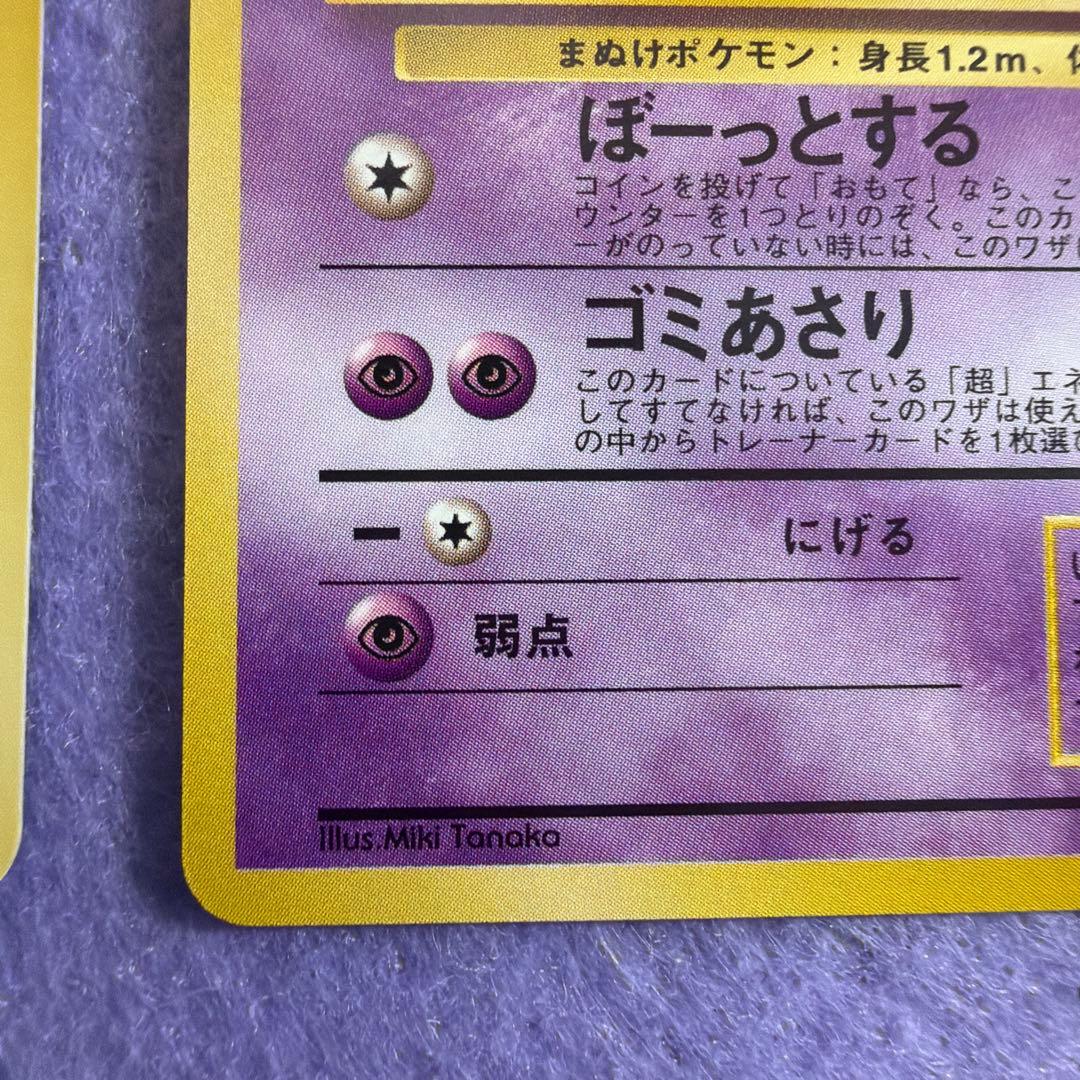 まぬけポケモン：身長1.2m、
ぼーっとする
コインを投げて「おもて」なら、こ
ウンターを1つとりのぞく。このカ
ーがのっていない時には、このワザ
ゴミあさり
このカードについている「超」エネ
してすてなければ、このワザは使え
の中からトレーナーカードを1枚選
ー にげる
弱点
Illus.Miki Tanaka